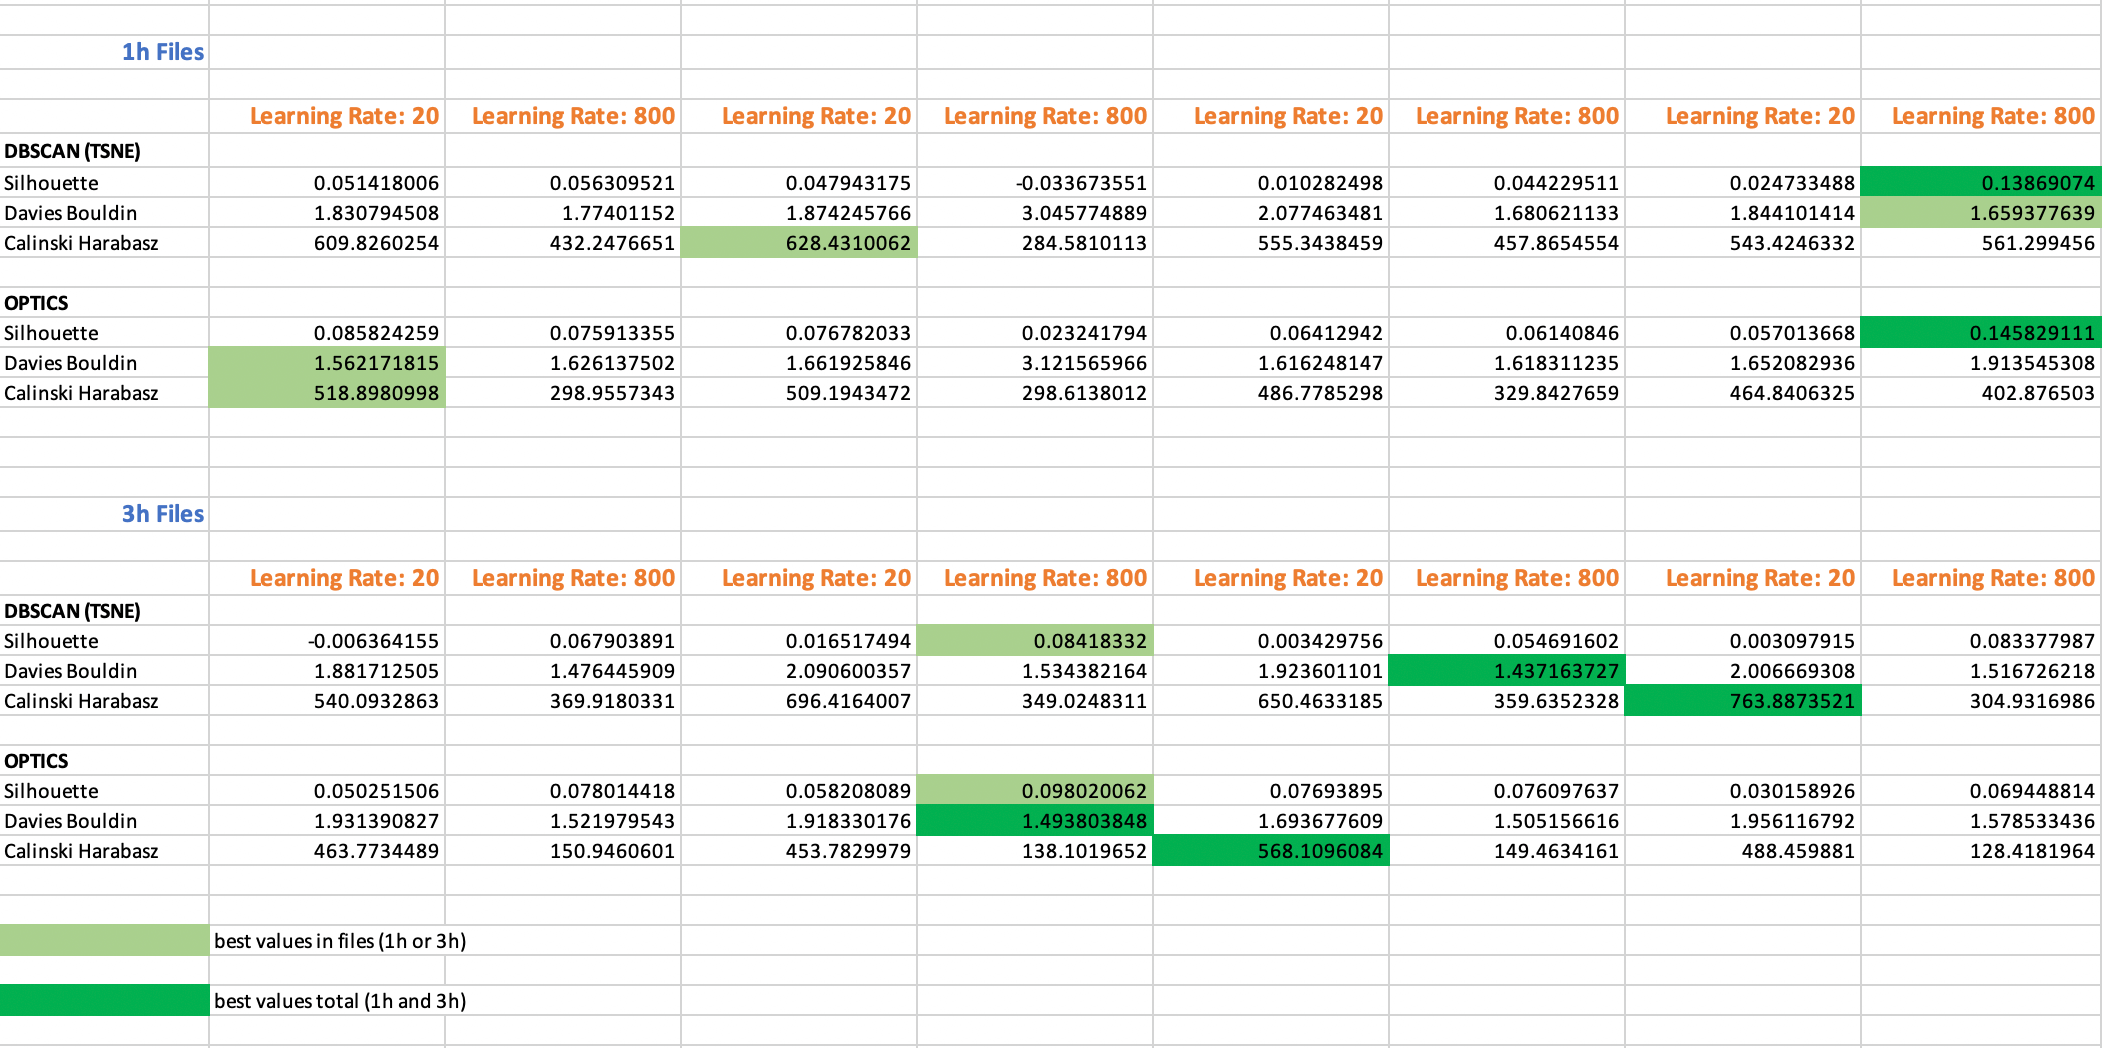 1h Files
Learning Rate: 20 Learning Rate: 800 Learning Rate: 20 Learning Rate: 800 Learning Rate: 20 Learning Rate: 800 Learning Rate: 20 Learning Rate: 800
DBSCAN (TSNE)
Silhouette 0.051418006 0.056309521 0.047943175 -0.033673551 0.010282498 0.044229511 0.024733488 0.13869074
Davies Bouldin 1.830794508 1.77401152 1.874245766 3.045774889 2.077463481 1.680621133 1.844101414 1.659377639
Calinski Harabasz 609.8260254 432.2476651 628.4310062 284.5810113 555.3438459 457.8654554 543.4246332 561.299456
OPTICS
Silhouette 0.085824259 0.075913355 0.076782033 0.023241794 0.06412942 0.06140846 0.057013668 0.145829111
Davies Bouldin 1.562171815 1.626137502 1.661925846 3.121565966 1.616248147 1.618311235 1.652082936 1.913545308
Calinski Harabasz 518.8980998 298.9557343 509.1943472 298.6138012 486.7785298 329.8427659 464.8406325 402.876503
3h Files
Learning Rate: 20 Learning Rate: 800 Learning Rate: 20 Learning Rate: 800 Learning Rate: 20 Learning Rate: 800 Learning Rate: 20 Learning Rate: 800
DBSCAN (TSNE)
Silhouette -0.006364155 0.067903891 0.016517494 0.08418332 0.003429756 0.054691602 0.003097915 0.083377987
Davies Bouldin 1.881712505 1.476445909 2.090600357 1.534382164 1.923601101 1.437163727 2.006669308 1.516726218
Calinski Harabasz 540.0932863 369.9180331 696.4164007 349.0248311 650.4633185 359.6352328 763.8873521 304.9316986
OPTICS
Silhouette 0.050251506 0.078014418 0.058208089 0.098020062 0.07693895 0.076097637 0.030158926 0.069448814
Davies Bouldin 1.931390827 1.521979543 1.918330176 1.493803848 1.693677609 1.505156616 1.956116792 1.578533436
Calinski Harabasz 463.7734489 150.9460601 453.7829979 138.1019652 568.1096084 149.4634161 488.459881 128.4181964
best values in files (1h or 3h)
best values total (1h and 3h)